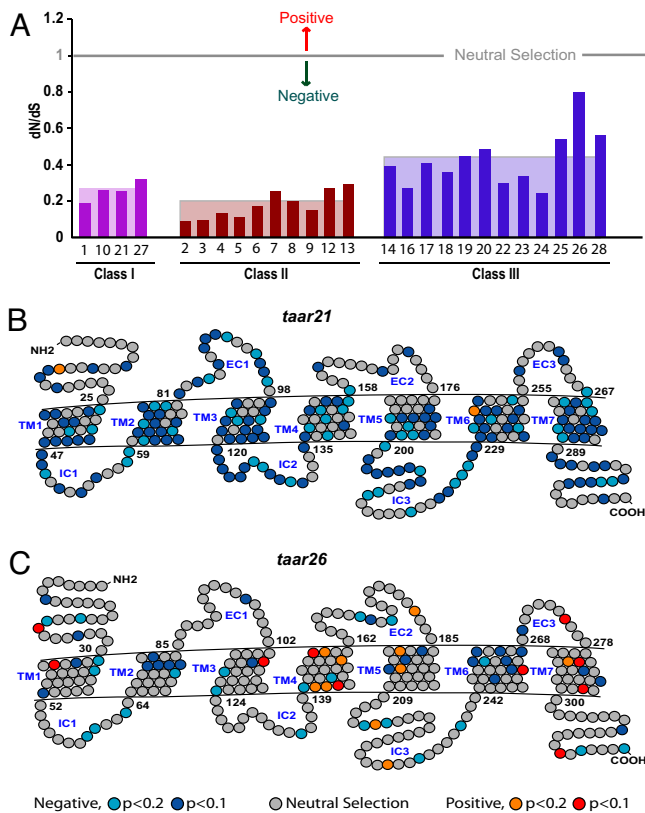 A
1.2
1
0.8
0.6
0.4
0.2
0
dN/dS
Positive
Neutral Selection
Negative
1 10 21 27
2 3 4 5 6 7 8 9 12 13
14 16 17 18 19 20 22 23 24 25 26 28
Class I
Class II
Class III
B
taar21
NH2
EC1
EC2
EC3
25
81
98
158
176
255
267
TM1
TM2
TM3
TM4
TM5
TM6
TM7
47
59
120
135
200
229
289
IC1
IC2
IC3
COOH
C
taar26
NH2
EC1
EC2
EC3
30
85
102
162
185
268
278
TM1
TM2
TM3
TM4
TM5
TM6
TM7
52
64
124
139
209
242
300
IC1
IC2
IC3
COOH
Negative, p<0.2 p<0.1 Neutral Selection Positive, p<0.2 p<0.1